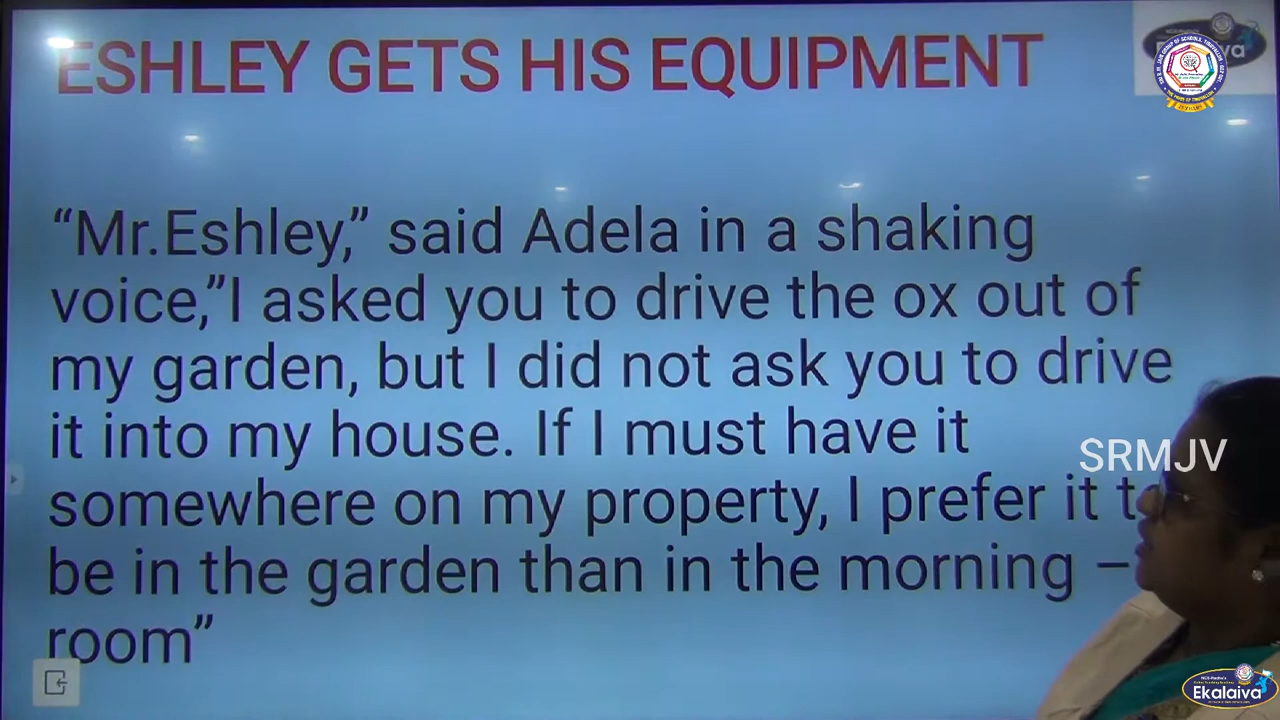 ESHLEY GETS HIS EQUIPMENT
“Mr.Eshley,” said Adela in a shaking
voice,”I asked you to drive the ox out of
my garden, but I did not ask you to drive
it into my house. If I must have it
somewhere on my property, I prefer it t
be in the garden than in the morning –
room”
SRMJV
Ekalaiva